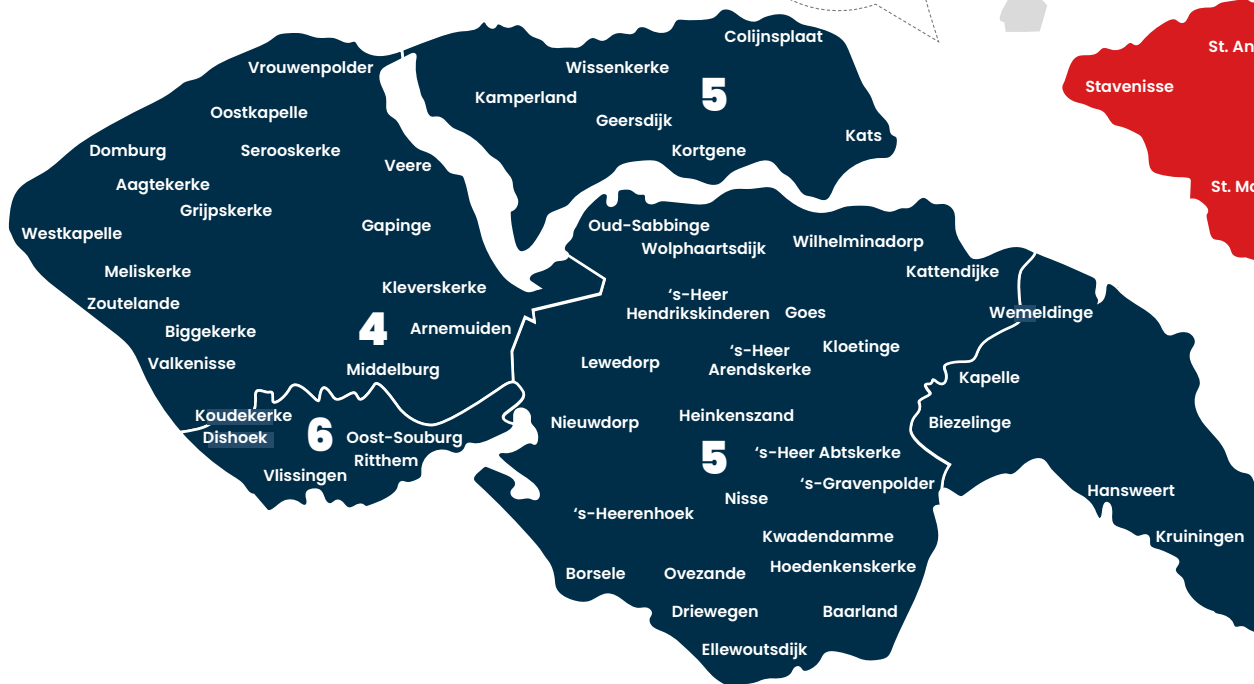 Colijnsplaat
Vrouwenpolder
Wissenkerke
5
Kamperland
Geersdijk
Kats
Kortgene
Oostkapelle
Domburg
Serooskerke
Veere
Aagtekerke
Grijpskerke
Westkapelle
Gapinge
Meliskerke
Kleverskerke
Zoutelande
Biggekerke
4
Arnemuiden
Valkenisse
Middelburg
Koudekerke
Dishoek
6
Oost-Souburg
Ritthem
Vlissingen
Oud-Sabbinge
Wolphaartsdijk
Wilhelminadorp
Kattendijke
‘s-Heer
Hendrikskinderen
Goes
Wemeldinge
Lewedorp
‘s-Heer
Arendskerke
Kloetinge
Kapelle
Nieuwdorp
Heinkenszand
Biezelinge
5
‘s-Heer Abtskerke
‘s-Gravenpolder
Nisse
Hansweert
‘s-Heerenhoek
Kwadendamme
Kruiningen
Borsele
Ovezande
Hoedenkenskerke
Driewegen
Baarland
Ellewoutsdijk
St. An
Stavenisse
St. Ma